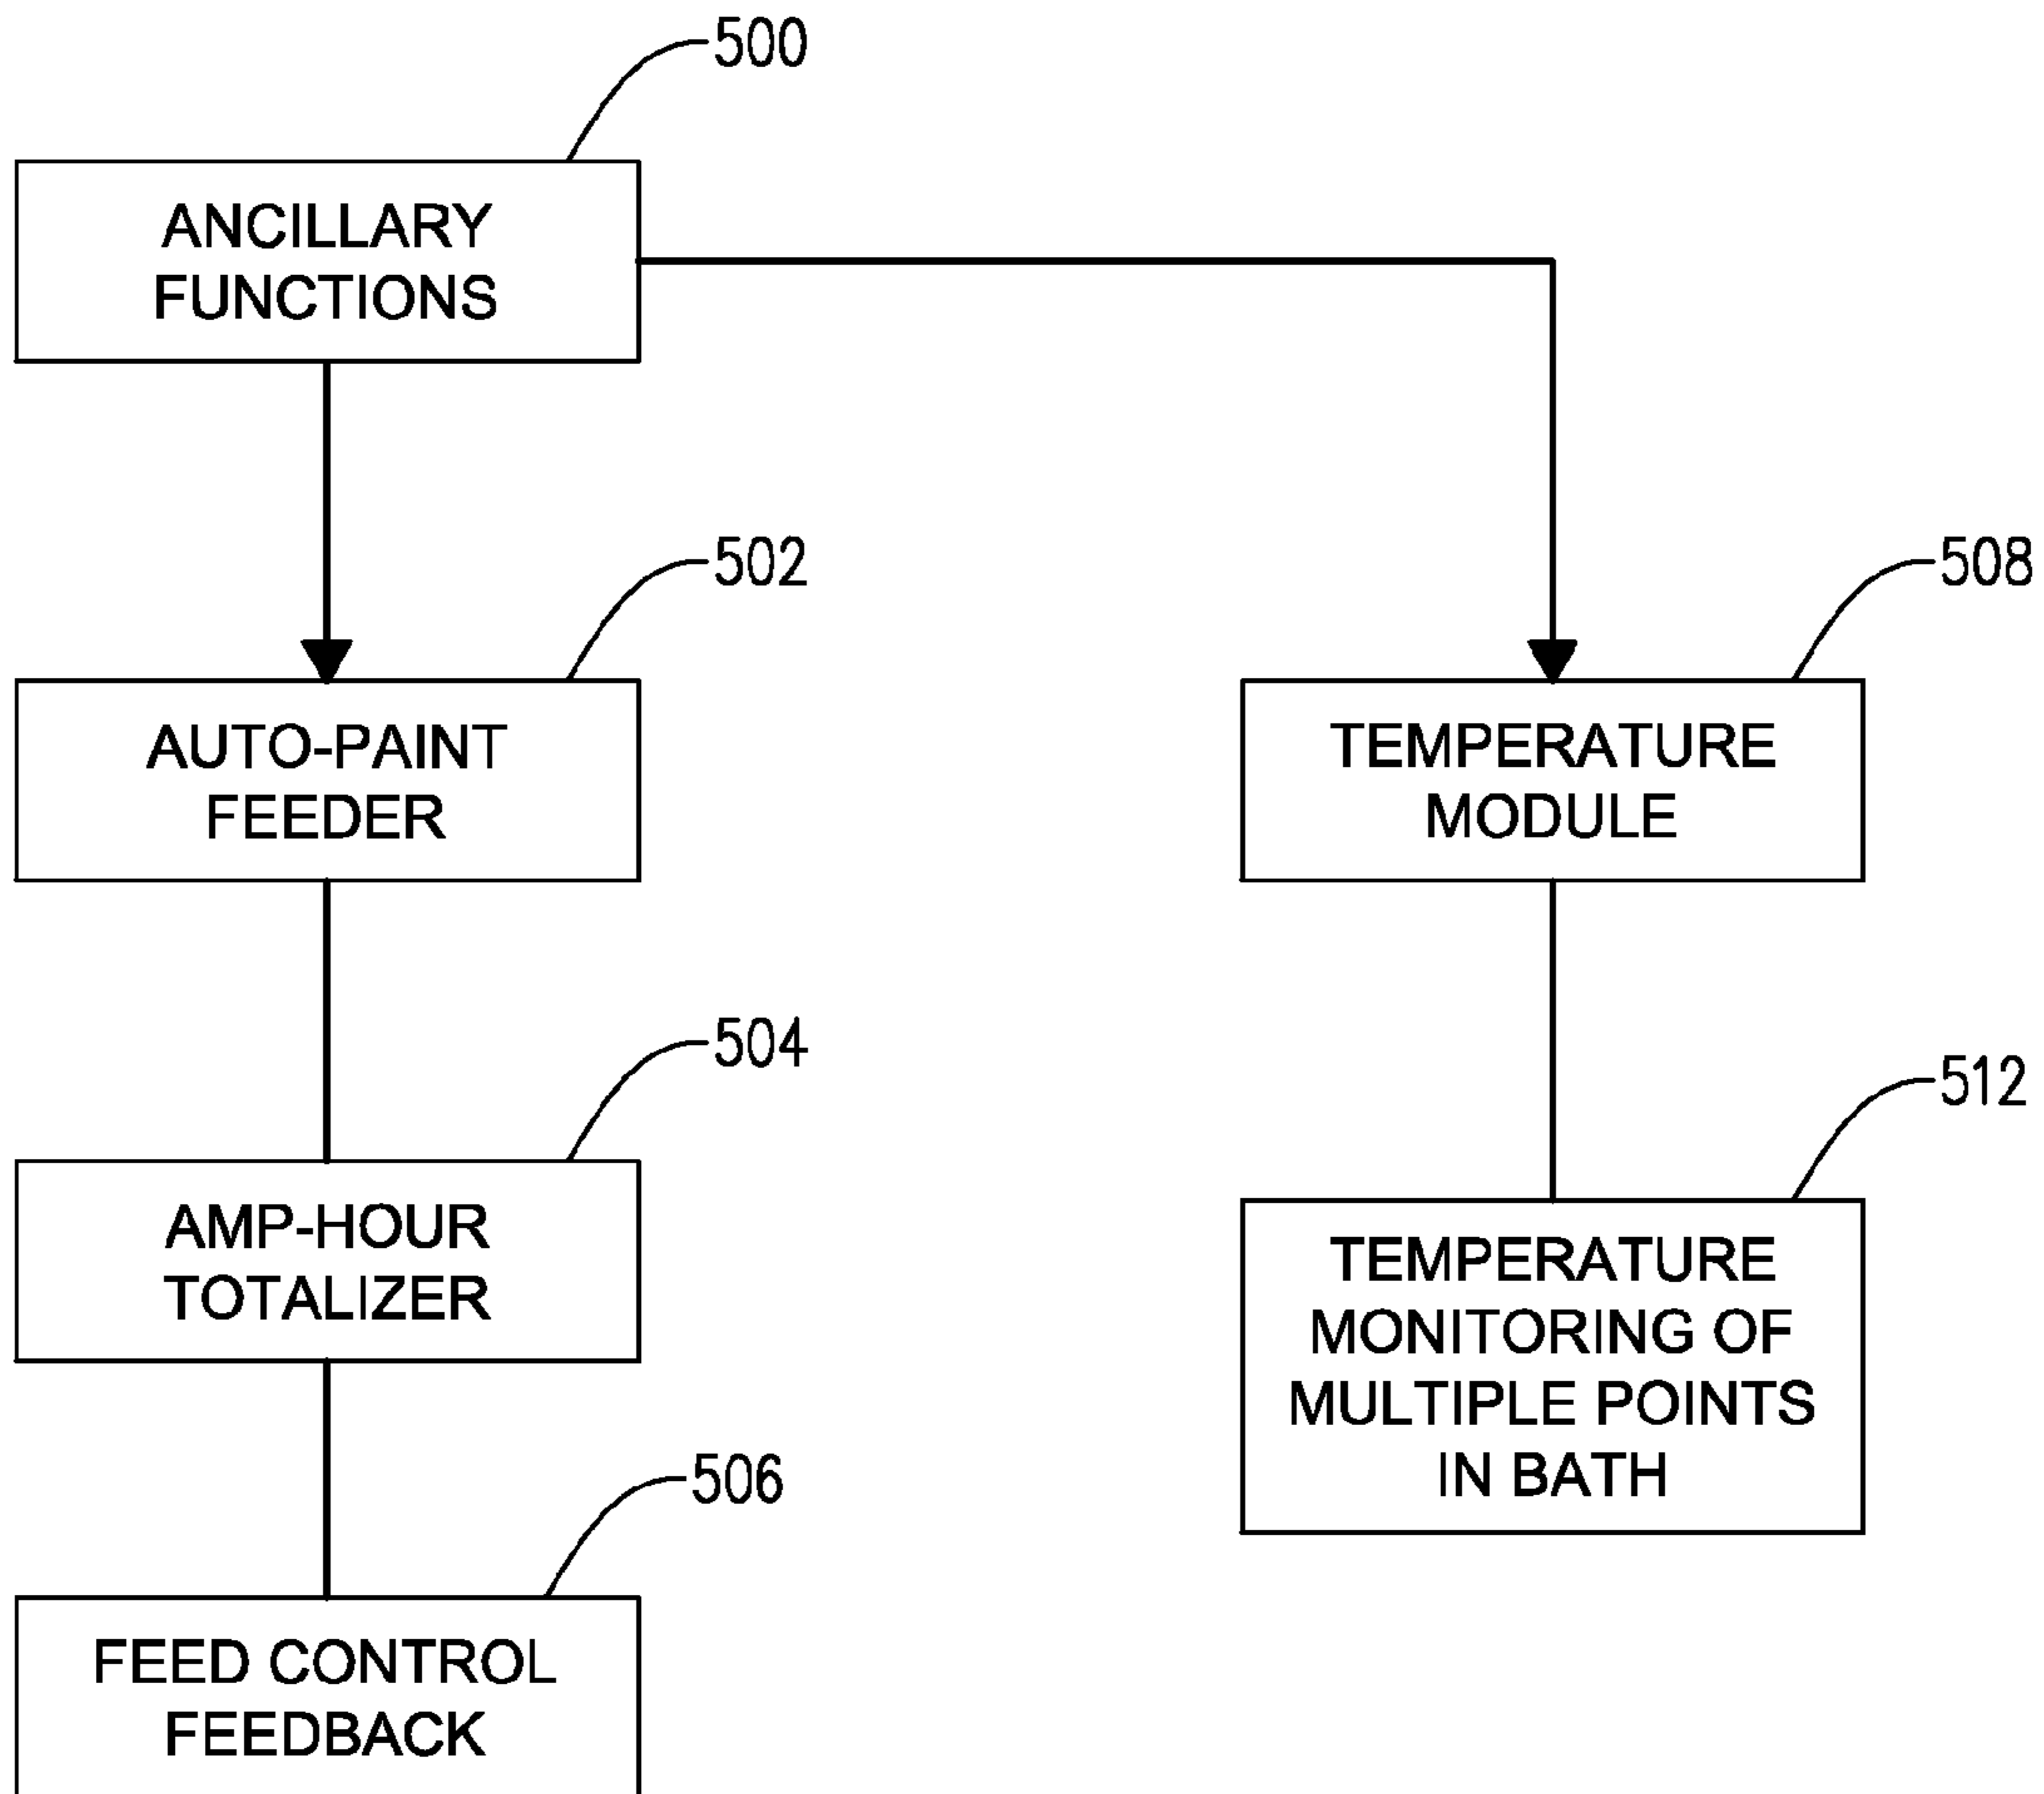 500
ANCILLARY
FUNCTIONS
502
AUTO-PAINT
FEEDER
504
AMP-HOUR
TOTALIZER
506
FEED CONTROL
FEEDBACK
508
TEMPERATURE
MODULE
512
TEMPERATURE
MONITORING OF
MULTIPLE POINTS
IN BATH